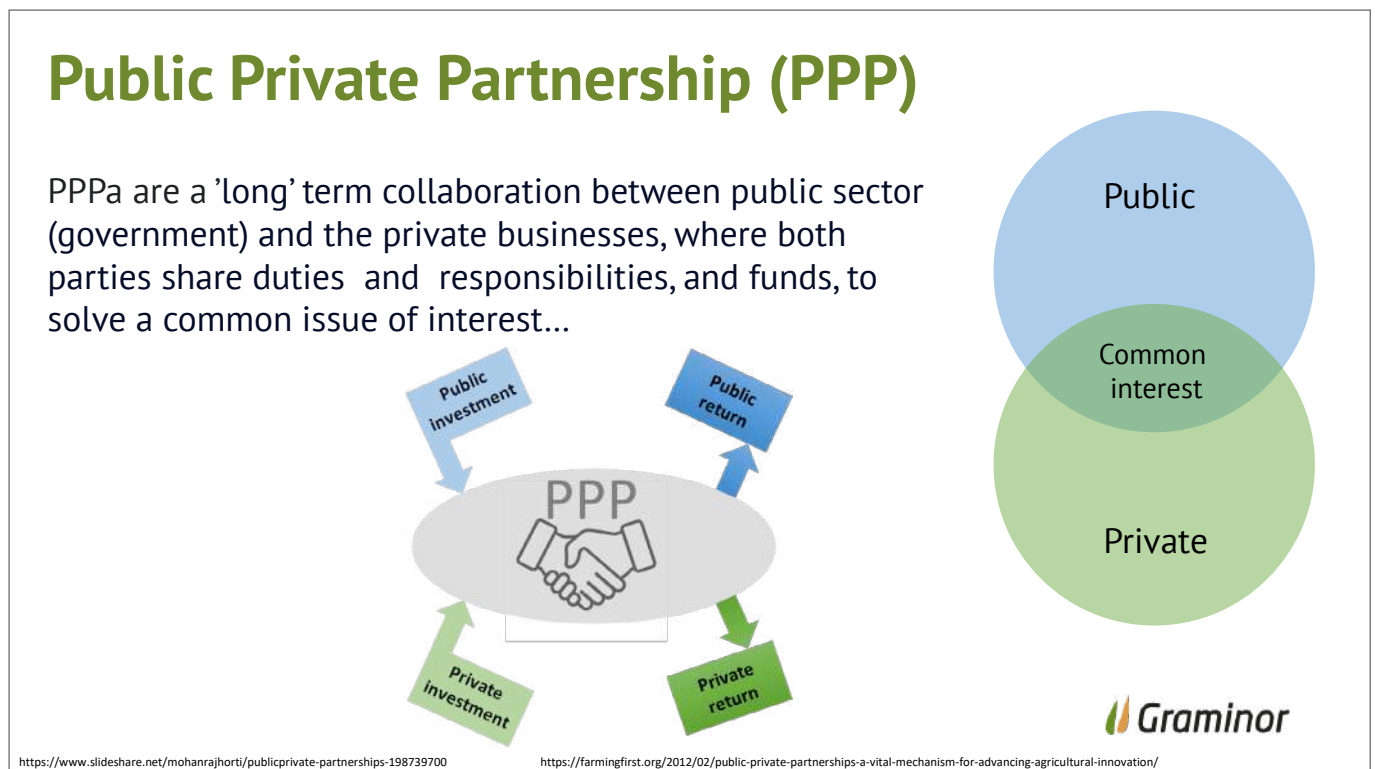 Public Private Partnership (PPP)
PPPa are a ’long’ term collaboration between public sector
(government) and the private businesses, where both
parties share duties and responsibilities, and funds, to
solve a common issue of interest...
Public
Common
interest
Private
Public
investment
Public
return
PPP
Private
investment
Private
return
Graminor
https://www.slideshare.net/mohanrajhorti/publicprivate-partnerships-198739700
https://farmingfirst.org/2012/02/public-private-partnerships-a-vital-mechanism-for-advancing-agricultural-innovation/